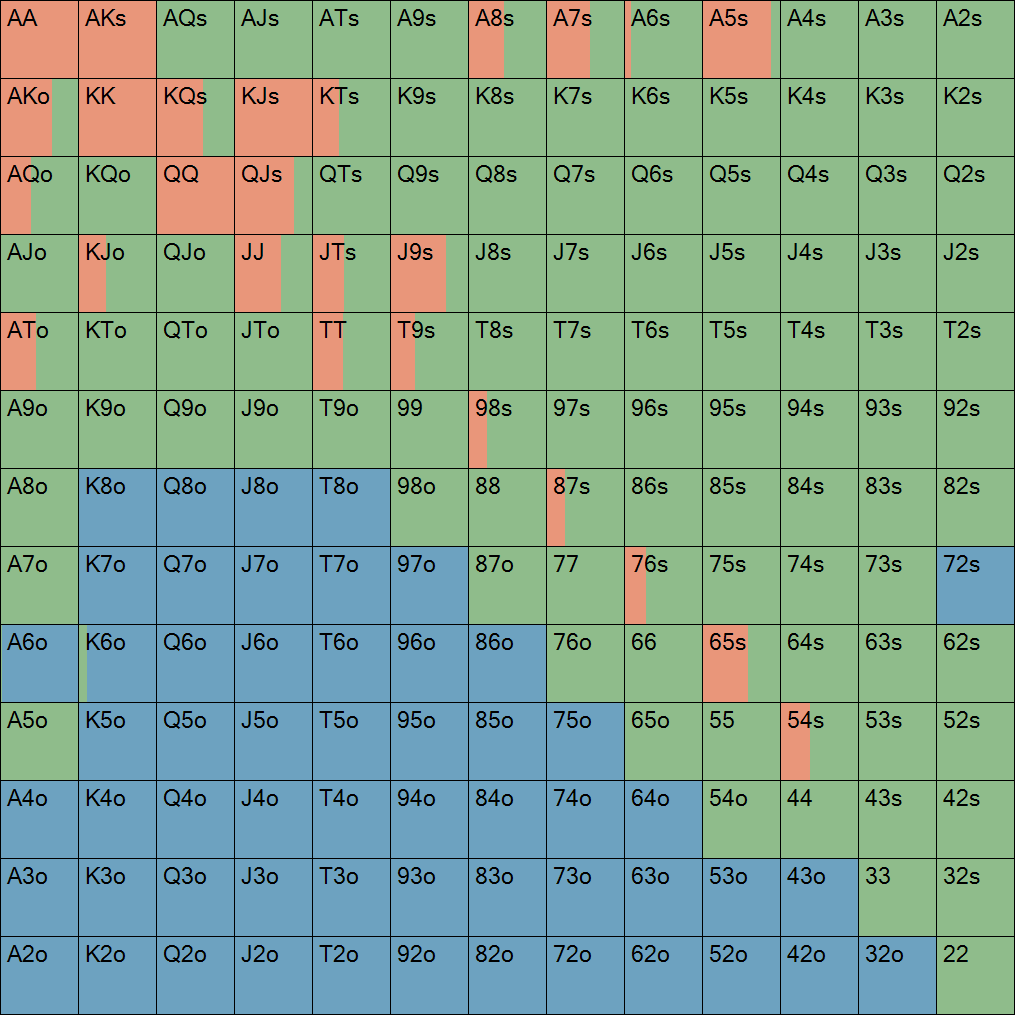 AA AKs AQs AJs ATs A9s A8s A7s A6s A5s A4s A3s A2s
AKo KK KQs KJs KTs K9s K8s K7s K6s K5s K4s K3s K2s
AQo KQo QQ QJs QTs Q9s Q8s Q7s Q6s Q5s Q4s Q3s Q2s
AJo KJo QJo JJ JTs J9s J8s J7s J6s J5s J4s J3s J2s
ATo KTo QTo JTo TT T9s T8s T7s T6s T5s T4s T3s T2s
A9o K9o Q9o J9o T9o 99 98s 97s 96s 95s 94s 93s 92s
A8o K8o Q8o J8o T8o 98o 88 87s 86s 85s 84s 83s 82s
A7o K7o Q7o J7o T7o 97o 87o 77 76s 75s 74s 73s 72s
A6o K6o Q6o J6o T6o 96o 86o 76o 66 65s 64s 63s 62s
A5o K5o Q5o J5o T5o 95o 85o 75o 65o 55 54s 53s 52s
A4o K4o Q4o J4o T4o 94o 84o 74o 64o 54o 44 43s 42s
A3o K3o Q3o J3o T3o 93o 83o 73o 63o 53o 43o 33 32s
A2o K2o Q2o J2o T2o 92o 82o 72o 62o 52o 42o 32o 22